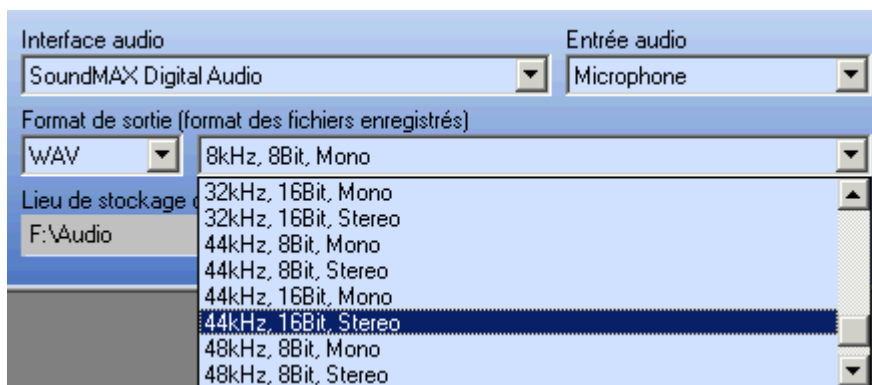 Interface audio Entrée audio
SoundMAX Digital Audio Microphone
Format de sortie (format des fichiers enregistrés)
WAV 8kHz, 8Bit, Mono
Lieu de stockage
F:\Audio
32kHz, 16Bit, Mono
32kHz, 16Bit, Stereo
44kHz, 8Bit, Mono
44kHz, 8Bit, Stereo
44kHz, 16Bit, Mono
44kHz, 16Bit, Stereo
48kHz, 8Bit, Mono
48kHz, 8Bit, Stereo